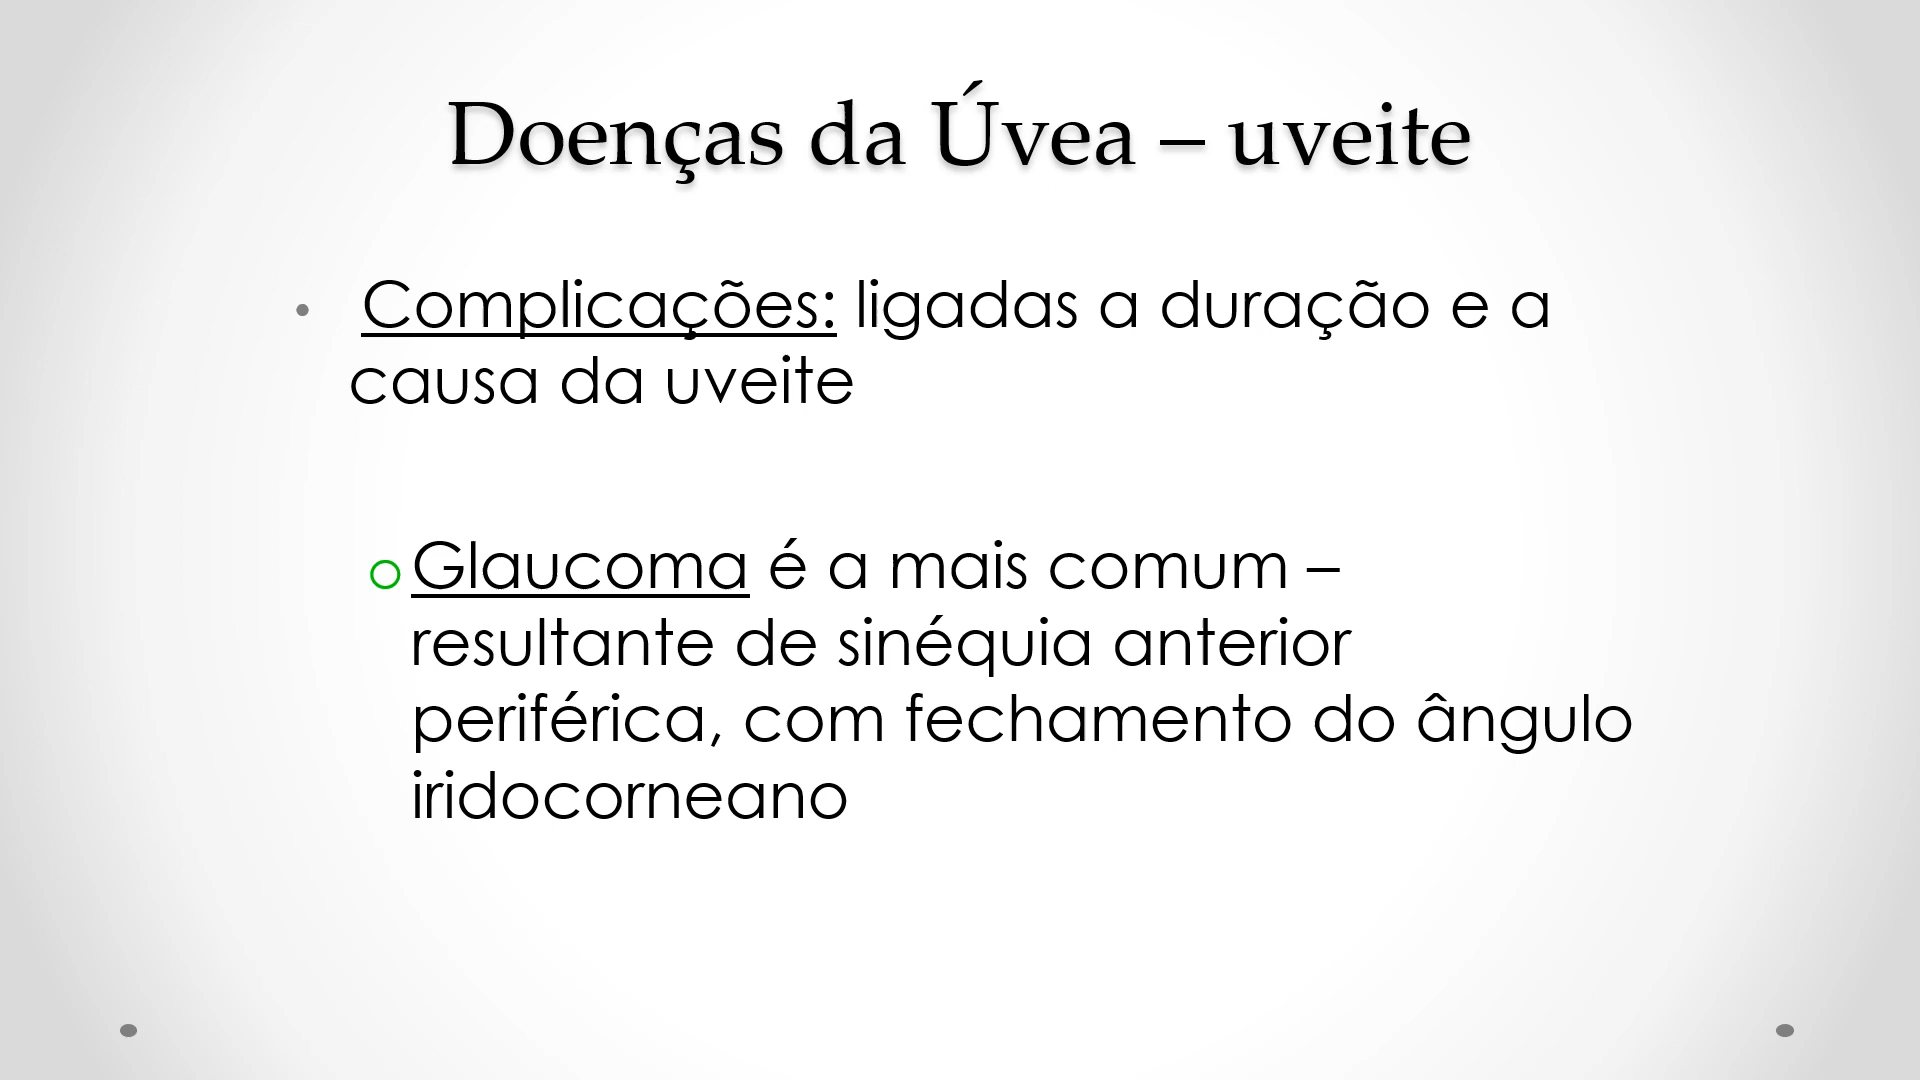 Doenças da Úvea – uveite
• Complicações: ligadas a duração e a
causa da uveite
o Glaucoma é a mais comum –
resultante de sinéquia anterior
periférica, com fechamento do ângulo
iridocorneano